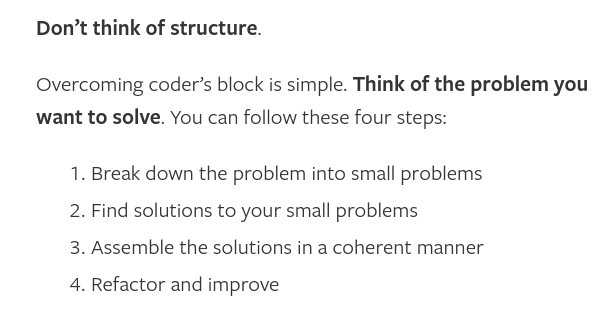 Don’t think of structure.
Overcoming coder’s block is simple. Think of the problem you
want to solve. You can follow these four steps:
1. Break down the problem into small problems
2. Find solutions to your small problems
3. Assemble the solutions in a coherent manner
4. Refactor and improve